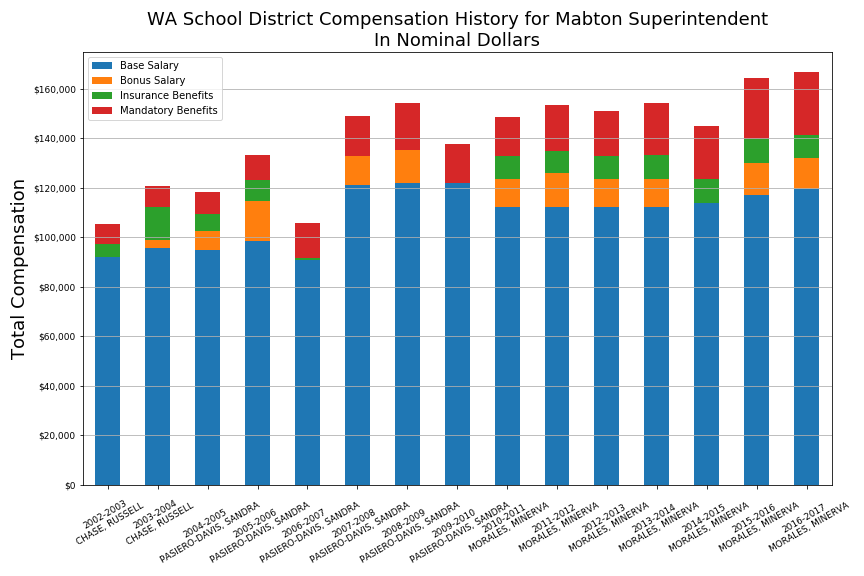 WA School District Compensation History for Mabton Superintendent
In Nominal Dollars
Base Salary
Bonus Salary
Insurance Benefits
Mandatory Benefits
Total Compensation
$160,000
$140,000
$120,000
$100,000
$80,000
$60,000
$40,000
$20,000
$0
2002-2003
CHASE, RUSSELL
2003-2004
CHASE, RUSSELL
2004-2005
PASIERO-DAVIS, SANDRA
2005-2006
PASIERO-DAVIS, SANDRA
2006-2007
PASIERO-DAVIS, SANDRA
2007-2008
PASIERO-DAVIS, SANDRA
2008-2009
PASIERO-DAVIS, SANDRA
2009-2010
PASIERO-DAVIS, SANDRA
2010-2011
MORALES, MINERVA
2011-2012
MORALES, MINERVA
2012-2013
MORALES, MINERVA
2013-2014
MORALES, MINERVA
2014-2015
MORALES, MINERVA
2015-2016
MORALES, MINERVA
2016-2017
MORALES, MINERVA